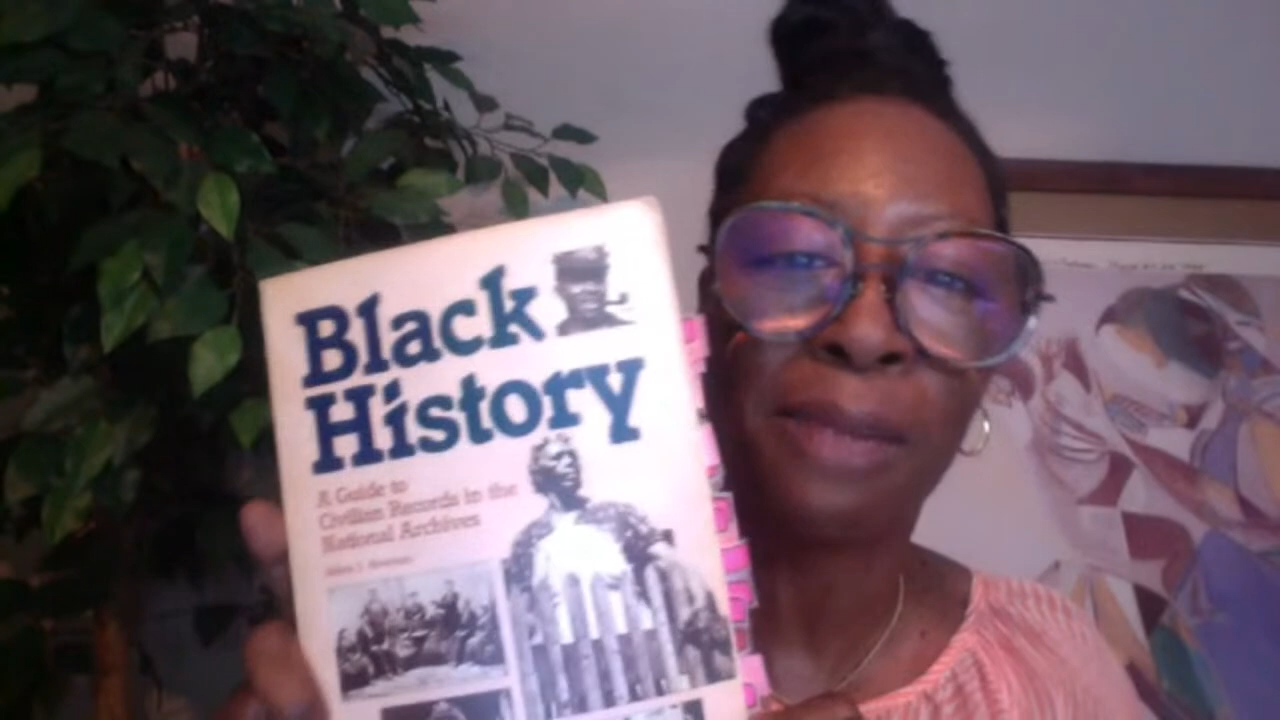 Black
History
A Guide to
Civilian Records in the
National Archives